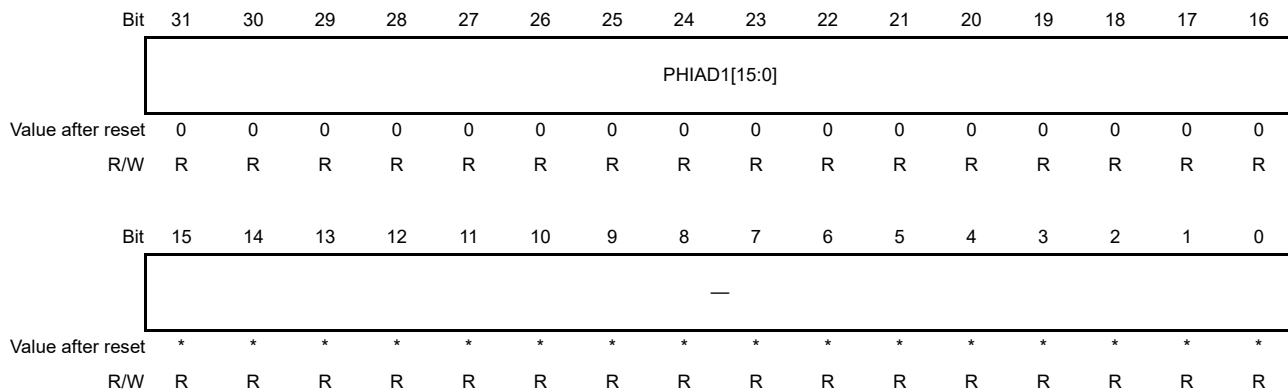 Bit 31 30 29 28 27 26 25 24 23 22 21 20 19 18 17 16
PHIAD1[15:0]
Value after reset 0 0 0 0 0 0 0 0 0 0 0 0 0 0 0 0
R/W R R R R R R R R R R R R R R R R
Bit 15 14 13 12 11 10 9 8 7 6 5 4 3 2 1 0
—
Value after reset * * * * * * * * * * * * * * * *
R/W R R R R R R R R R R R R R R R R